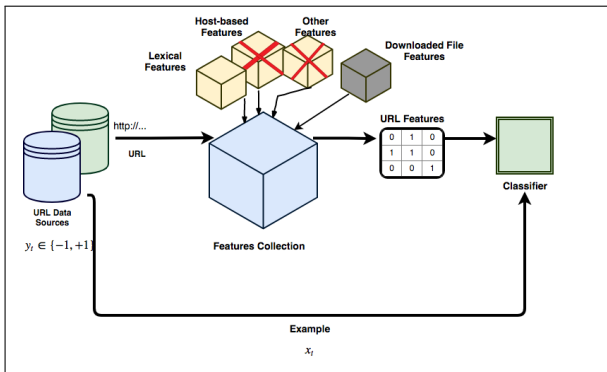 Host-based
Features
Other
Features
Lexical
Features
Downloaded File
Features
http://...
URL
URL Features
0 1 0
1 1 0
0 0 1
Classifier
URL Data
Sources
Features Collection
yₜ ∈ {-1, +1}
Example
xₜ